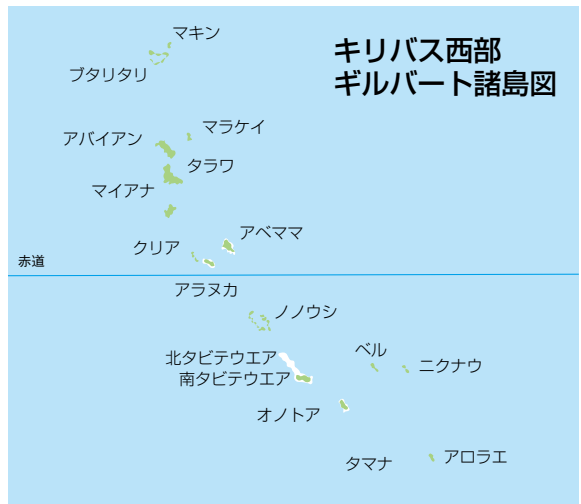 キリバス西部
ギルバート諸島図
マキン
ブタリタリ
マラケイ
アバイアン
タラワ
マイアナ
アベママ
クリア
赤道
アラヌカ
ノノウシ
北タビテウエア
南タビテウエア
ベル
ニクナウ
オノトア
タマナ
アロラエ